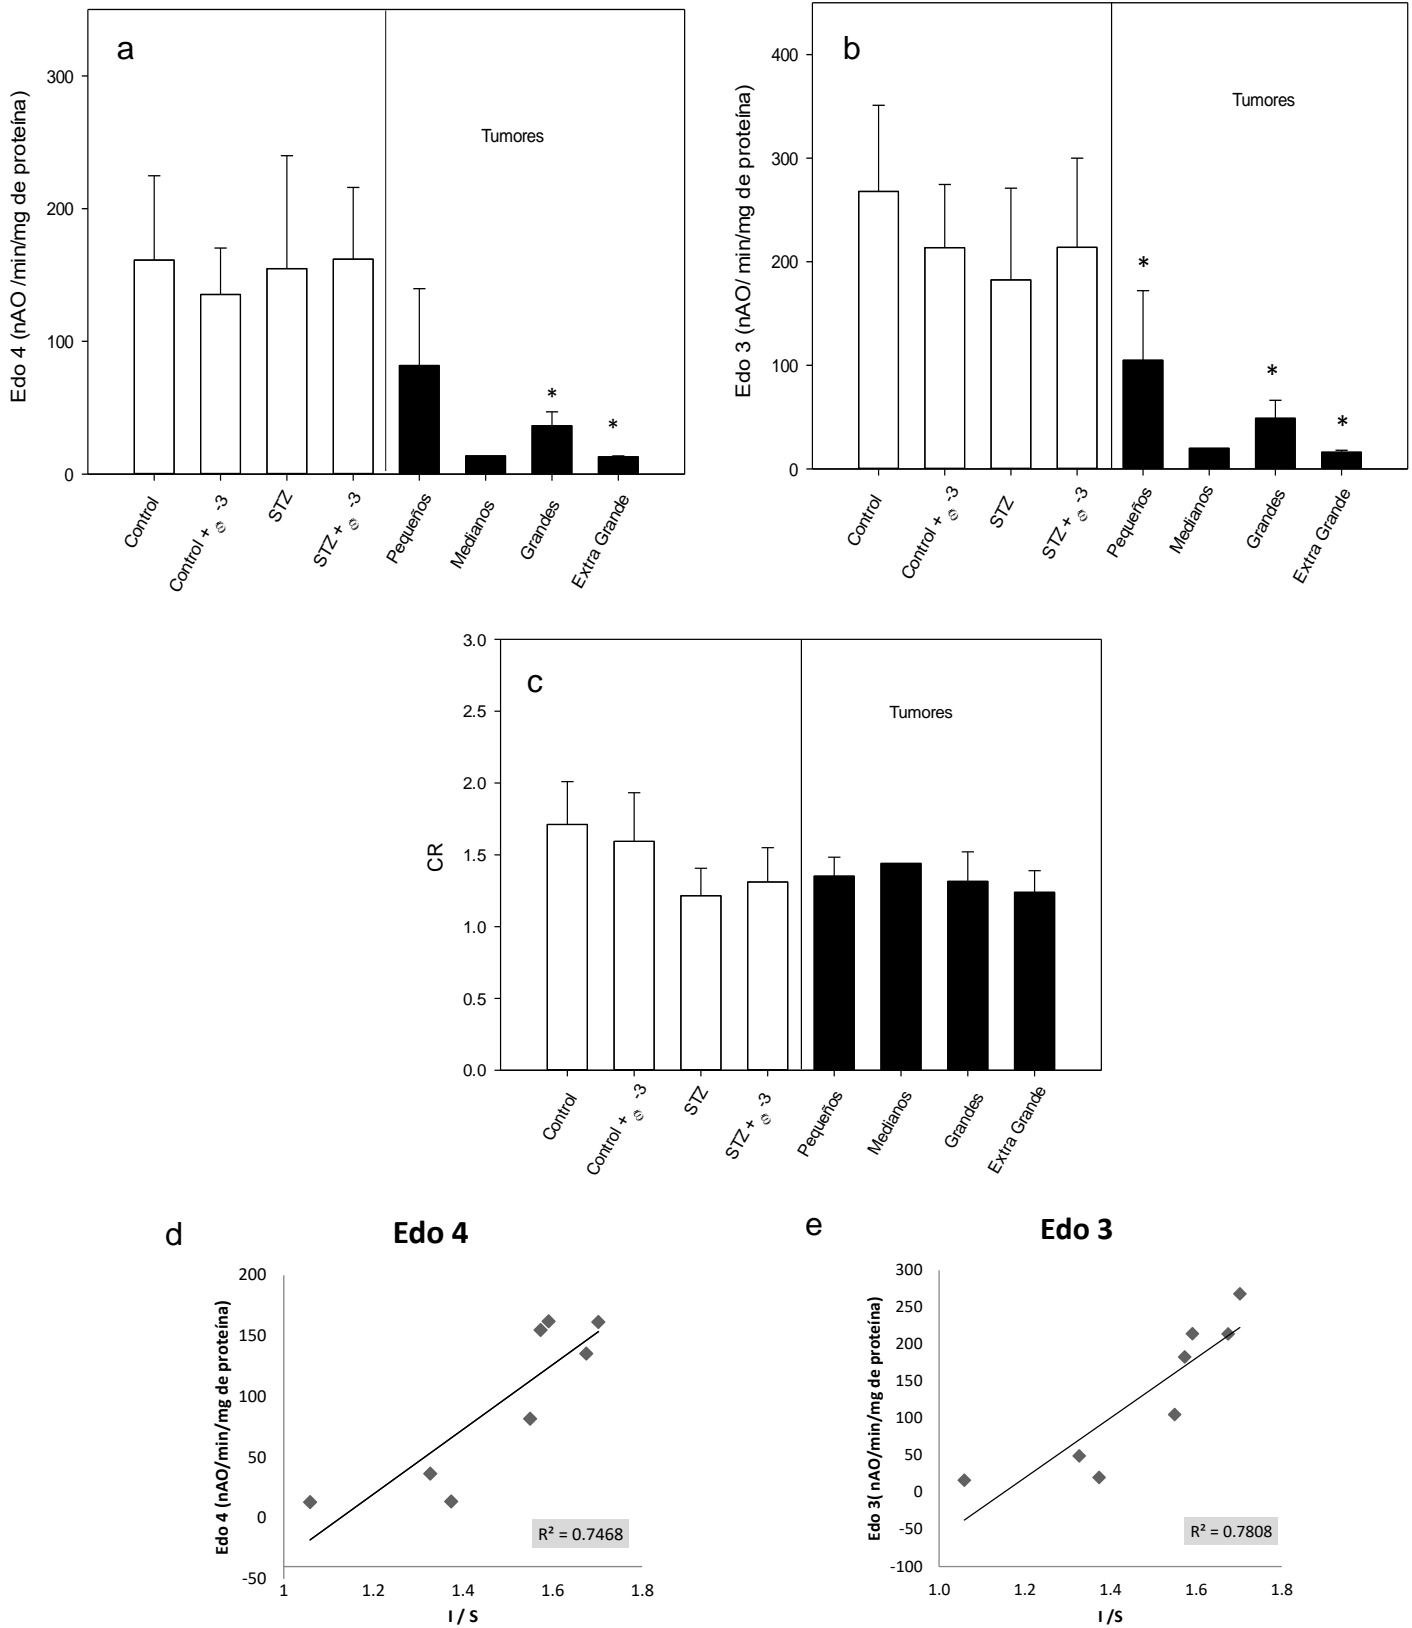 a
Edo 4 (nAO /min/mg de proteína)
300
200
100
0
Tumores
*
*
Control
Control + ω -3
STZ
STZ + ω -3
Pequeños
Medianos
Grandes
Extra Grande
b
Edo 3 (nAO/ min/mg de proteína)
400
300
200
100
0
Tumores
*
*
*
Control
Control + ω -3
STZ
STZ + ω -3
Pequeños
Medianos
Grandes
Extra Grande
c
CR
3.0
2.5
2.0
1.5
1.0
0.5
0.0
Tumores
Control
Control + ω -3
STZ
STZ + ω -3
Pequeños
Medianos
Grandes
Extra Grande
d
Edo 4
Edo 4 (nAO/min/mg de proteína)
200
150
100
50
0
-50
R² = 0.7468
1 1.2 1.4 1.6 1.8
I / S
e
Edo 3
Edo 3( nAO/min/mg de proteína)
300
250
200
150
100
50
0
-50
-100
R² = 0.7808
1.0 1.2 1.4 1.6 1.8
I /S